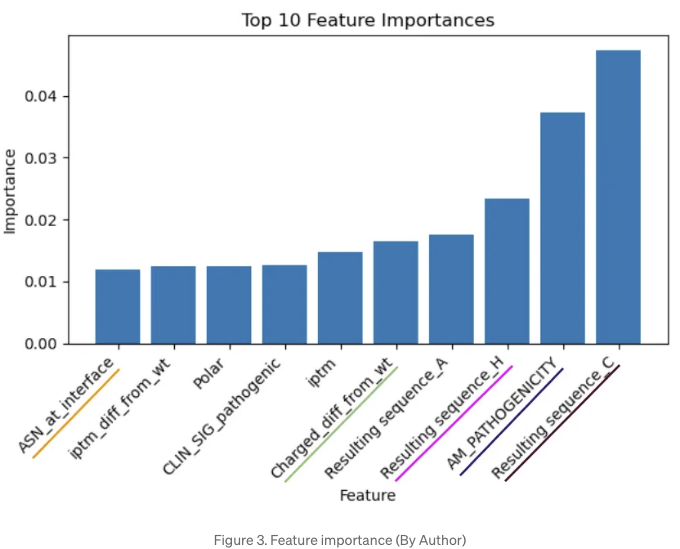 Top 10 Feature Importances
Importance
0.04
0.03
0.02
0.01
0.00
ASN_at_interface
iptm_diff_from_wt
Polar
CLIN_SIG_pathogenic
iptm
Charged_diff_from_wt
Resulting sequence_A
Resulting sequence_H
AM_PATHOGENICITY
Resulting sequence_C
Feature
Figure 3. Feature importance (By Author)